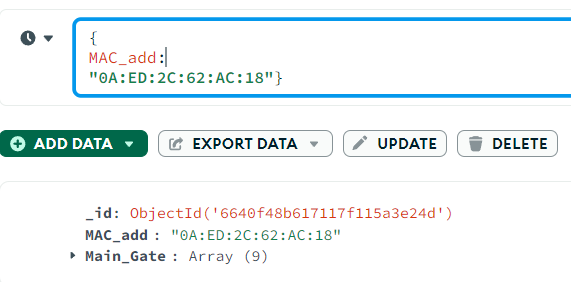 {
MAC_add:
"0A:ED:2C:62:AC:18"}
ADD DATA EXPORT DATA UPDATE DELETE
_id: ObjectId('6640f48b617117f115a3e24d')
MAC_add : "0A:ED:2C:62:AC:18"
Main_Gate : Array (9)